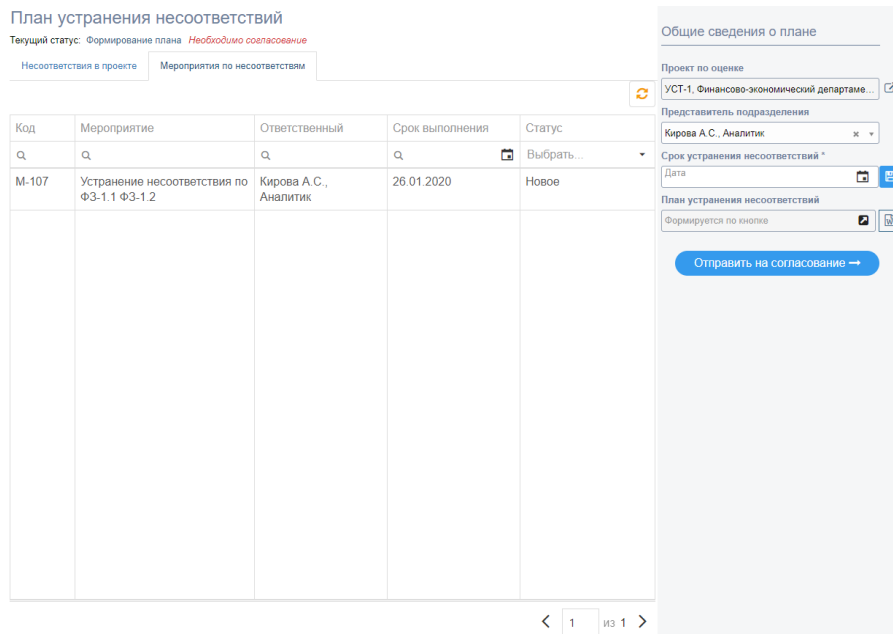 План устранения несоответствий
Текущий статус: Формирование плана Необходимо согласование
Несоответствия в проекте
Мероприятия по несоответствиям
Код
Мероприятие
Ответственный
Срок выполнения
Статус
Выбрать...
М-107
Устранение несоответствия по
ФЗ-1.1 ФЗ-1.2
Кирова А.С.,
Аналитик
26.01.2020
Новое
1 из 1
Общие сведения о плане
Проект по оценке
УСТ-1, Финансово-экономический департаме...
Представитель подразделения
Кирова А.С., Аналитик
Срок устранения несоответствий *
Дата
План устранения несоответствий
Формируется по кнопке
Отправить на согласование